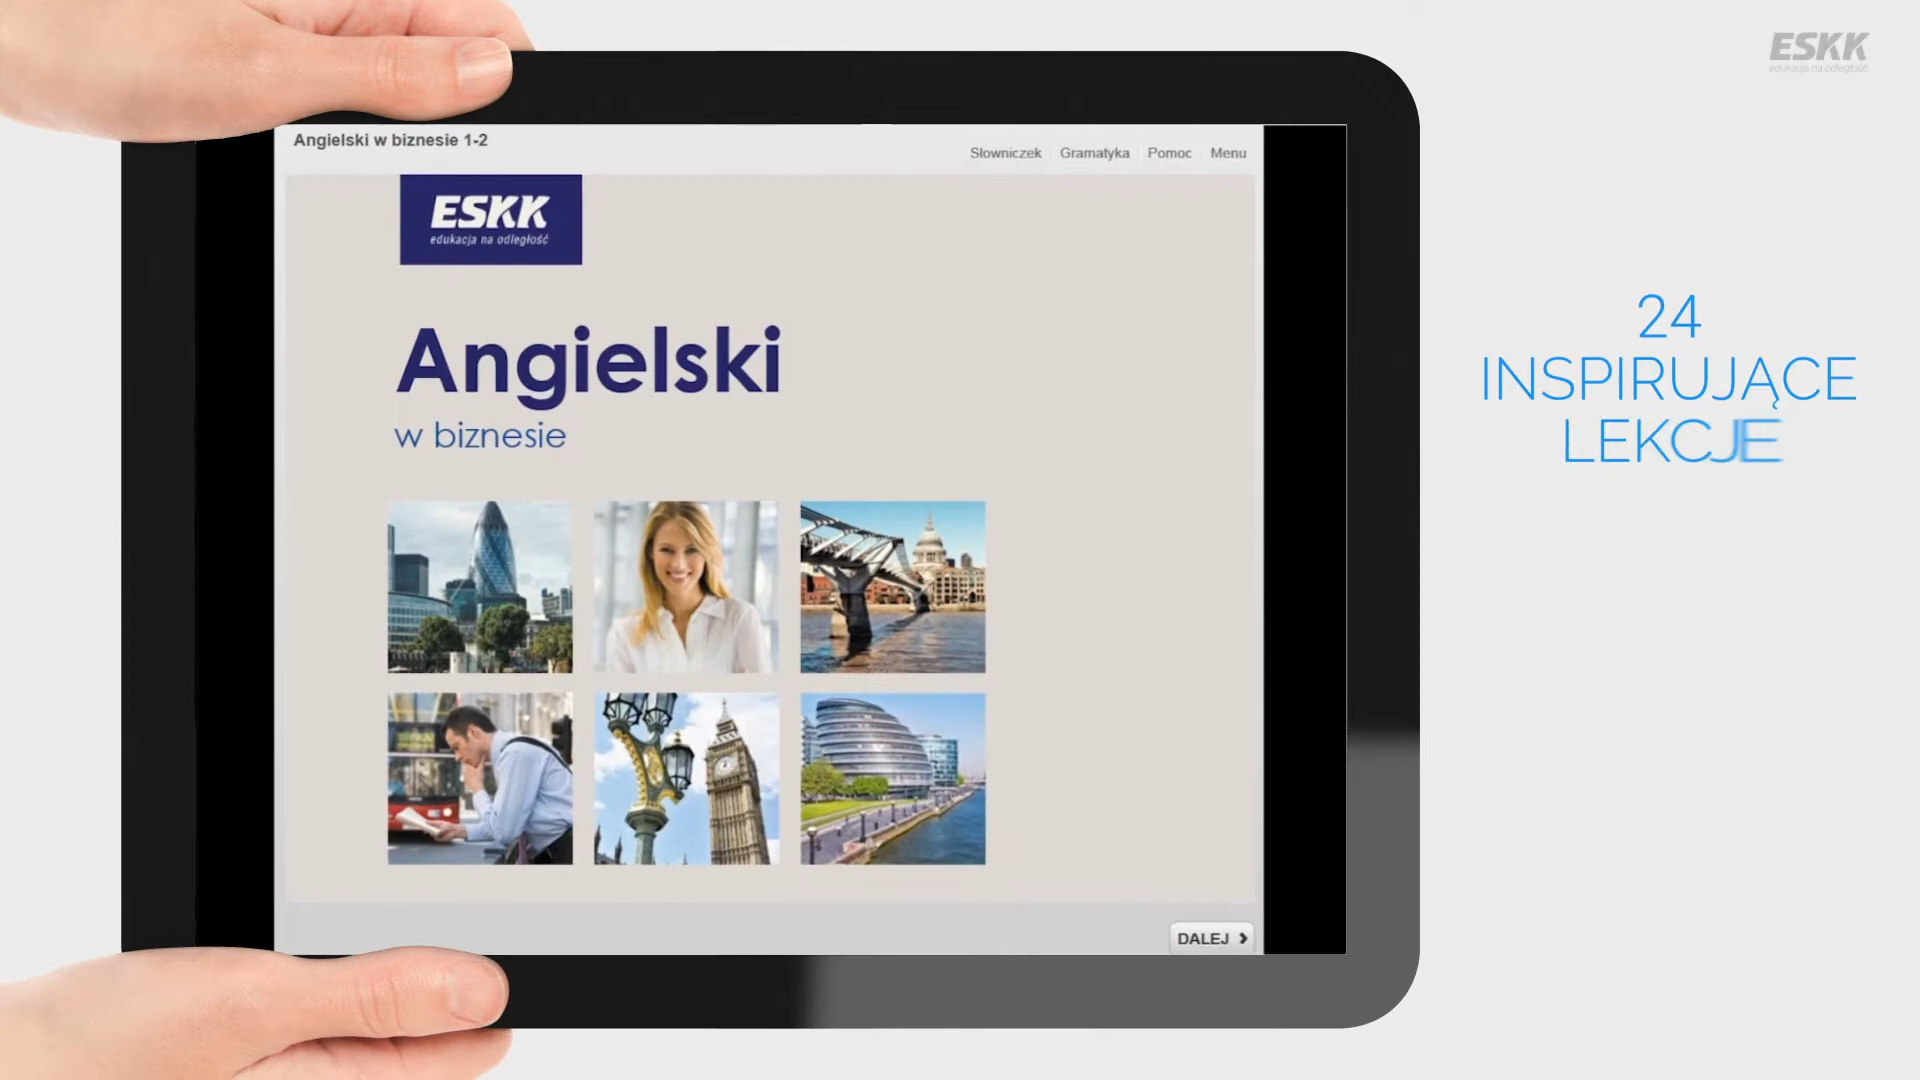 ESKK
edukacja na odległość
Angielski w biznesie 1-2
Słowniczek Gramatyka Pomoc Menu
ESKK
edukacja na odległość
Angielski
w biznesie
24
INSPIRUJĄCE
LEKCJE
DALEJ